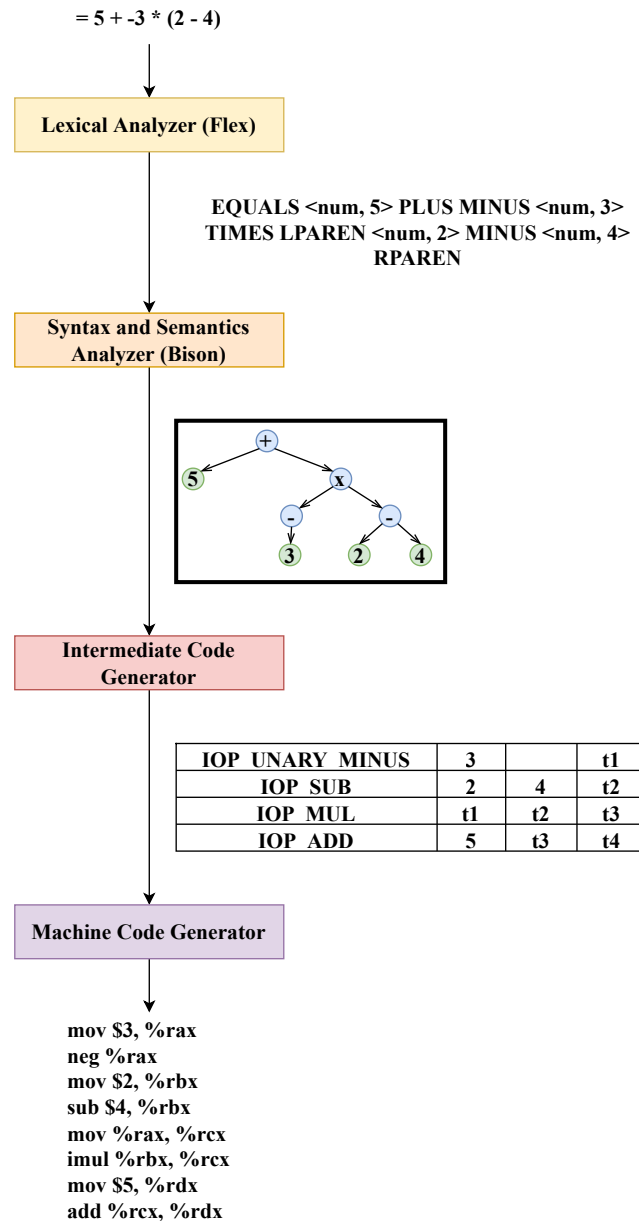 = 5 + -3 * (2 - 4)
Lexical Analyzer (Flex)
EQUALS <num, 5> PLUS MINUS <num, 3>
TIMES LPAREN <num, 2> MINUS <num, 4>
RPAREN
Syntax and Semantics
Analyzer (Bison)
+
5 x
- -
3 2 4
Intermediate Code
Generator
IOP_UNARY_MINUS 3 t1
IOP_SUB 2 4 t2
IOP_MUL t1 t2 t3
IOP_ADD 5 t3 t4
Machine Code Generator
mov $3, %rax
neg %rax
mov $2, %rbx
sub $4, %rbx
mov %rax, %rcx
imul %rbx, %rcx
mov $5, %rdx
add %rcx, %rdx